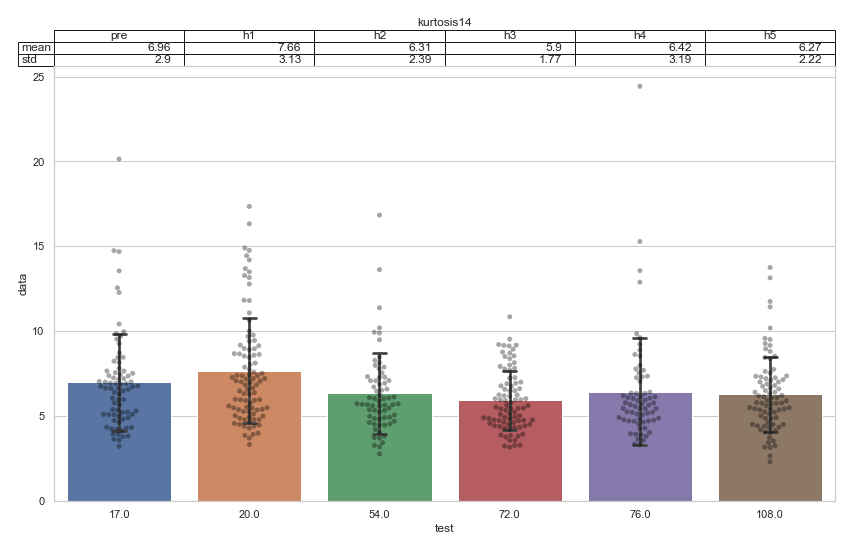 kurtosis14
pre h1 h2 h3 h4 h5
mean 6.96 7.66 6.31 5.9 6.42 6.27
std 2.9 3.13 2.39 1.77 3.19 2.22
25
20
15
10
5
0
data
17.0 20.0 54.0 72.0 76.0 108.0
test